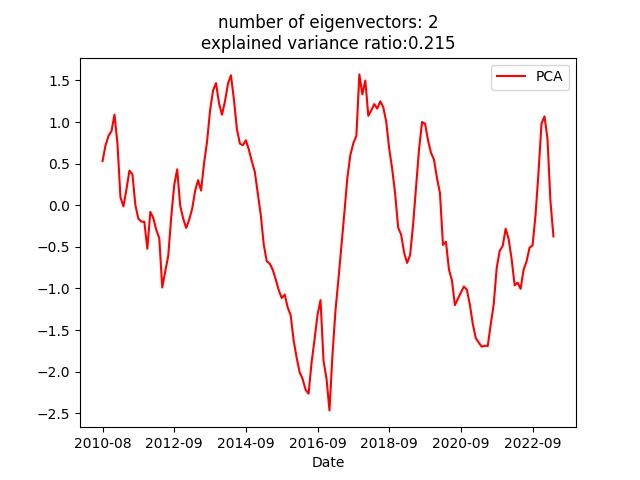 number of eigenvectors: 2
explained variance ratio:0.215
PCA
1.5
1.0
0.5
0.0
−0.5
−1.0
−1.5
−2.0
−2.5
2010-08 2012-09 2014-09 2016-09 2018-09 2020-09 2022-09
Date